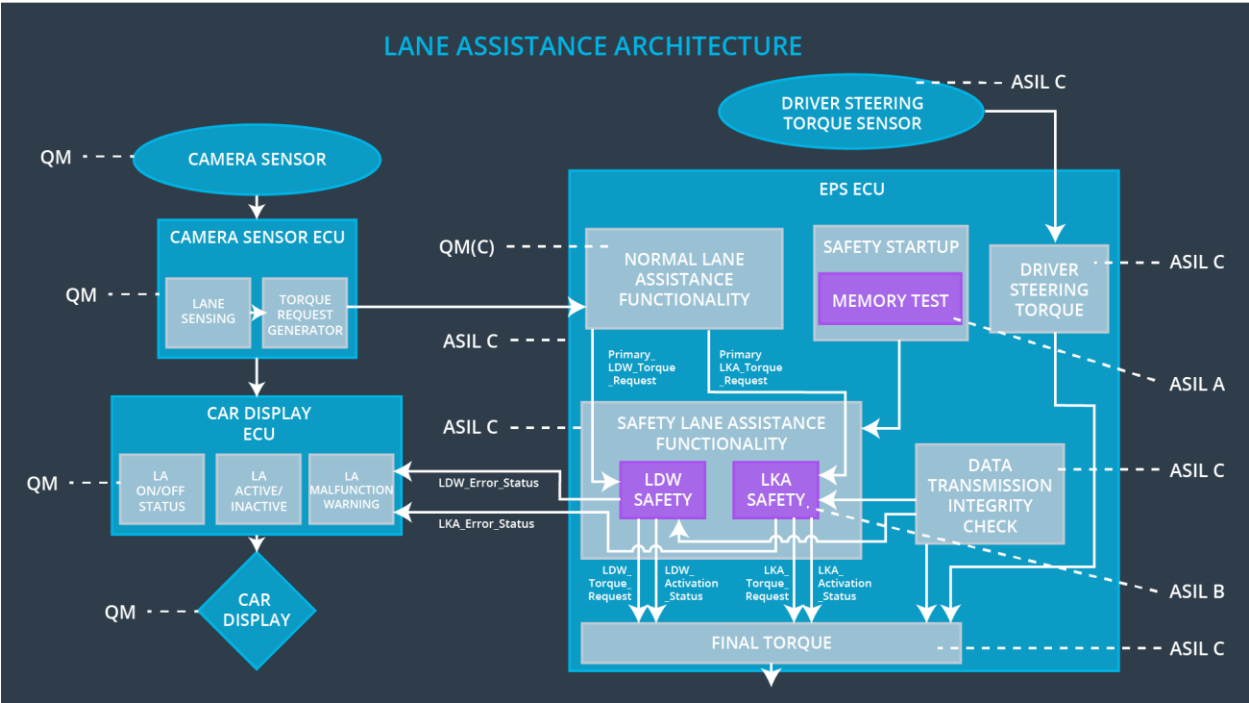 LANE ASSISTANCE ARCHITECTURE
ASIL C
DRIVER STEERING
TORQUE SENSOR
QM
CAMERA SENSOR
EPS ECU
CAMERA SENSOR ECU
QM
LANE
SENSING
TORQUE
REQUEST
GENERATOR
QM(C)
NORMAL LANE
ASSISTANCE
FUNCTIONALITY
SAFETY STARTUP
MEMORY TEST
DRIVER
STEERING
TORQUE
ASIL C
ASIL C
Primary_
LDW_Torque
_Request
Primary
LKA_Torque
_Request
ASIL A
CAR DISPLAY
ECU
QM
LA
ON/OFF
STATUS
LA
ACTIVE/
INACTIVE
LA
MALFUNCTION
WARNING
ASIL C
SAFETY LANE ASSISTANCE
FUNCTIONALITY
LDW
SAFETY
LKA
SAFETY
DATA
TRANSMISSION
INTEGRITY
CHECK
ASIL C
LDW_Error_Status
LKA_Error_Status
LDW_
Torque_
Request
LDW_
Activation
_Status
LKA_
Torque_
Request
LKA_
Activation
_Status
ASIL B
QM
CAR
DISPLAY
FINAL TORQUE
ASIL C